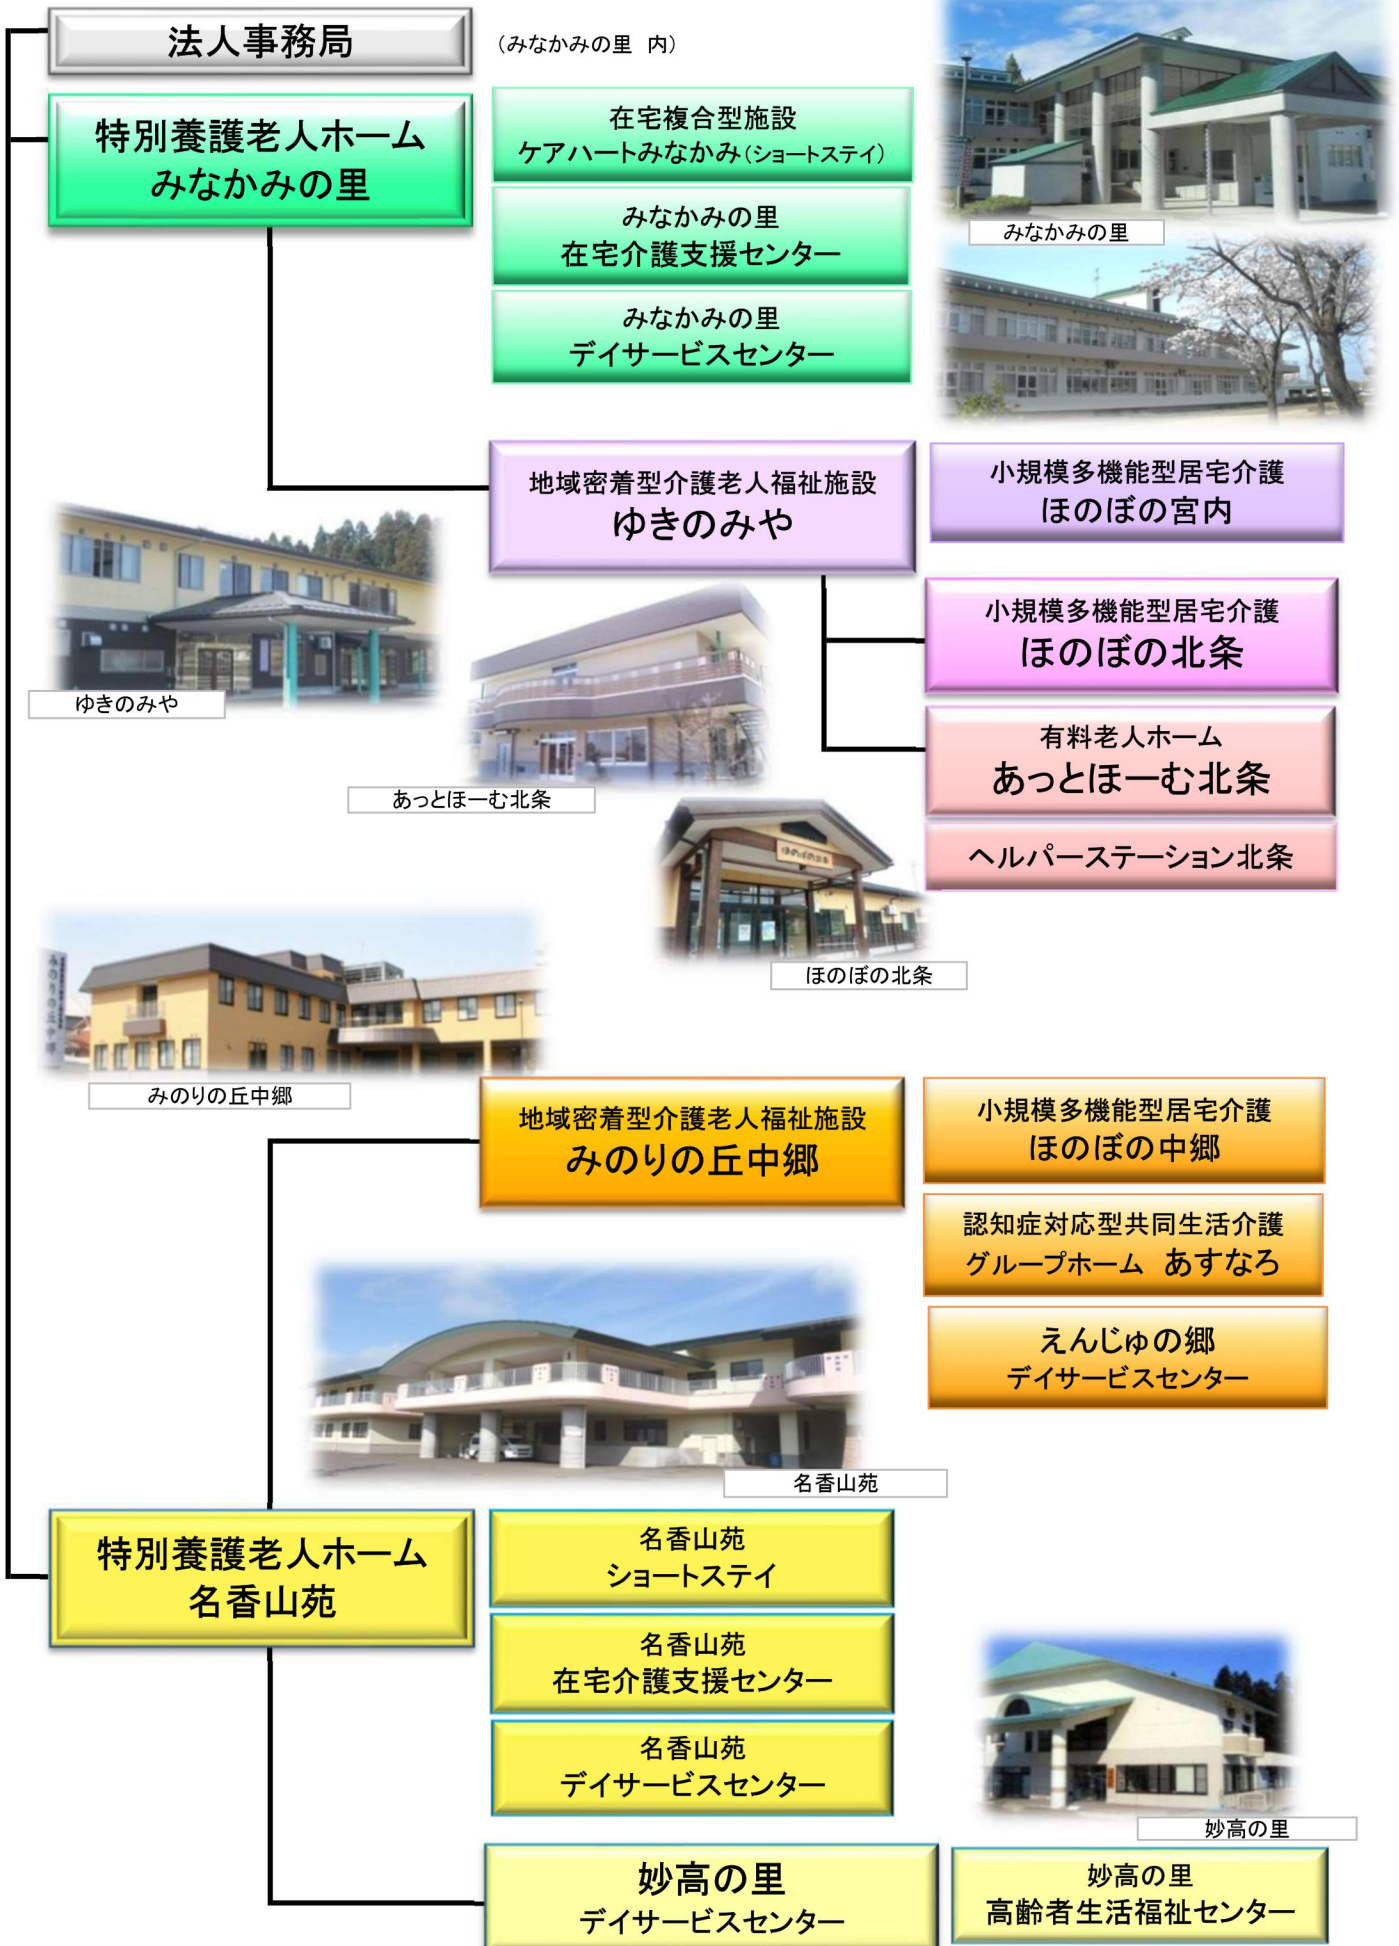 法人事務局
（みなかみの里 内）
特別養護老人ホーム
みなかみの里
在宅複合型施設
ケアハートみなかみ（ショートステイ）
みなかみの里
在宅介護支援センター
みなかみの里
デイサービスセンター
みなかみの里
地域密着型介護老人福祉施設
ゆきのみや
小規模多機能型居宅介護
ほのぼの宮内
小規模多機能型居宅介護
ほのぼの北条
ゆきのみや
有料老人ホーム
あっとほーむ北条
あっとほーむ北条
ヘルパーステーション北条
ほのぼの北条
ほのぼの北条
みのりの丘中郷
みのりの丘中郷
地域密着型介護老人福祉施設
みのりの丘中郷
小規模多機能型居宅介護
ほのぼの中郷
認知症対応型共同生活介護
グループホーム あすなろ
えんじゅの郷
デイサービスセンター
名香山苑
特別養護老人ホーム
名香山苑
名香山苑
ショートステイ
名香山苑
在宅介護支援センター
名香山苑
デイサービスセンター
妙高の里
妙高の里
デイサービスセンター
妙高の里
高齢者生活福祉センター